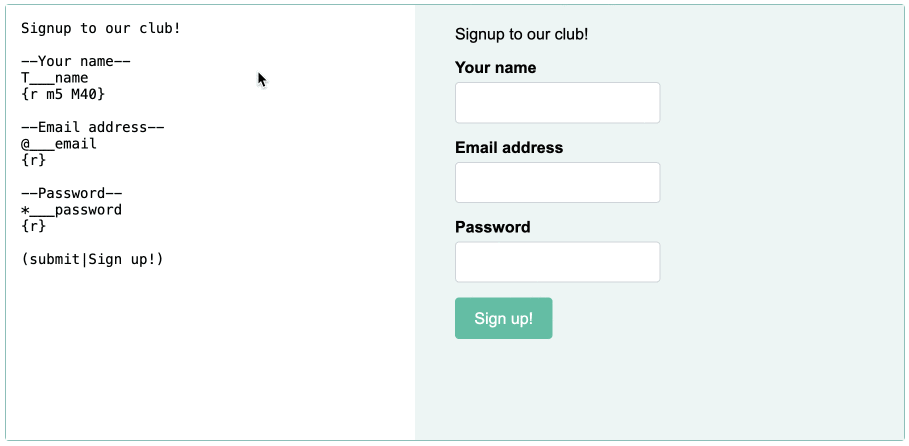 Signup to our club!
--Your name--
T___name
{r m5 M40}
--Email address--
@___email
{r}
--Password--
*___password
{r}
(submit|Sign up!)
Signup to our club!
Your name
Email address
Password
Sign up!